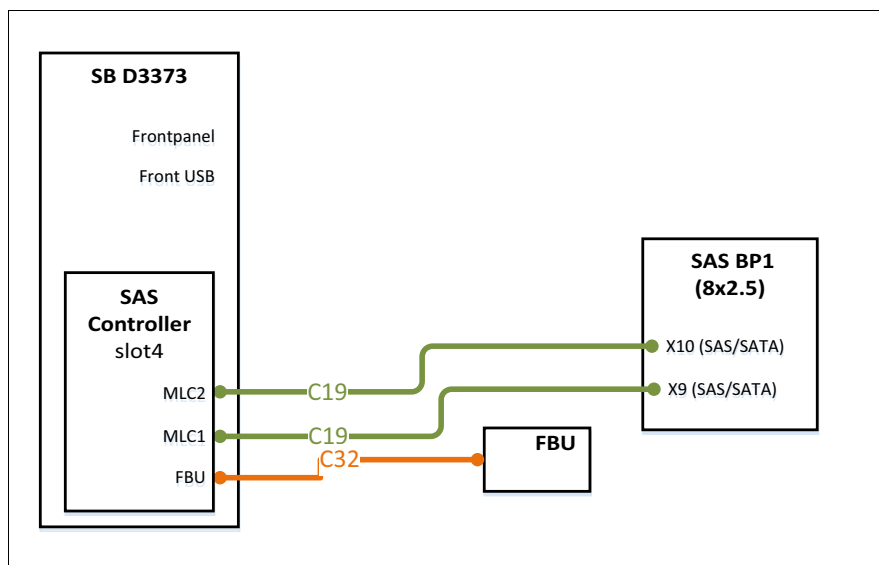 SB D3373
Frontpanel
Front USB
SAS
Controller
slot4
MLC2
MLC1
FBU
C19
C19
C32
SAS BP1
(8x2.5)
X10 (SAS/SATA)
X9 (SAS/SATA)
FBU